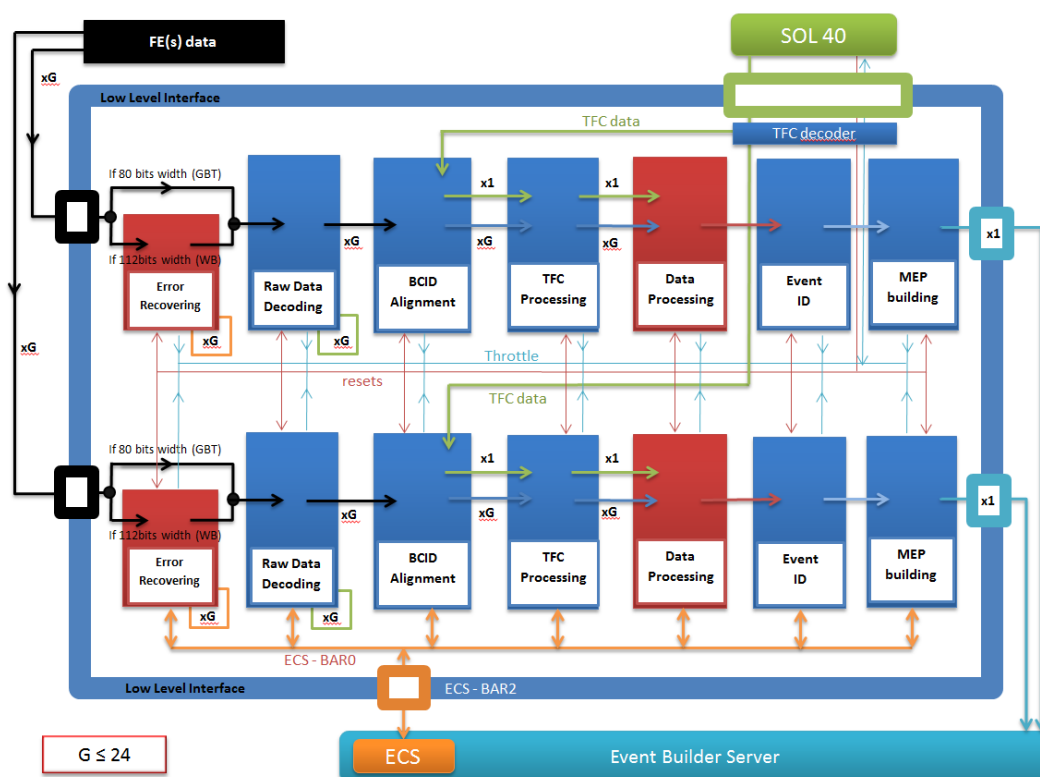 FE(s) data
SOL 40
xG
Low Level Interface
TFC data
TFC decoder
If 80 bits width (GBT)
x1
x1
xG
xG
xG
x1
If 112bits width (WB)
Error
Recovering
Raw Data
Decoding
BCID
Alignment
TFC
Processing
Data
Processing
Event
ID
MEP
building
xG
xG
xG
Throttle
resets
TFC data
If 80 bits width (GBT)
x1
x1
xG
xG
xG
x1
If 112bits width (WB)
Error
Recovering
Raw Data
Decoding
BCID
Alignment
TFC
Processing
Data
Processing
Event
ID
MEP
building
xG
xG
ECS - BAR0
Low Level Interface
ECS - BAR2
G ≤ 24
ECS
Event Builder Server